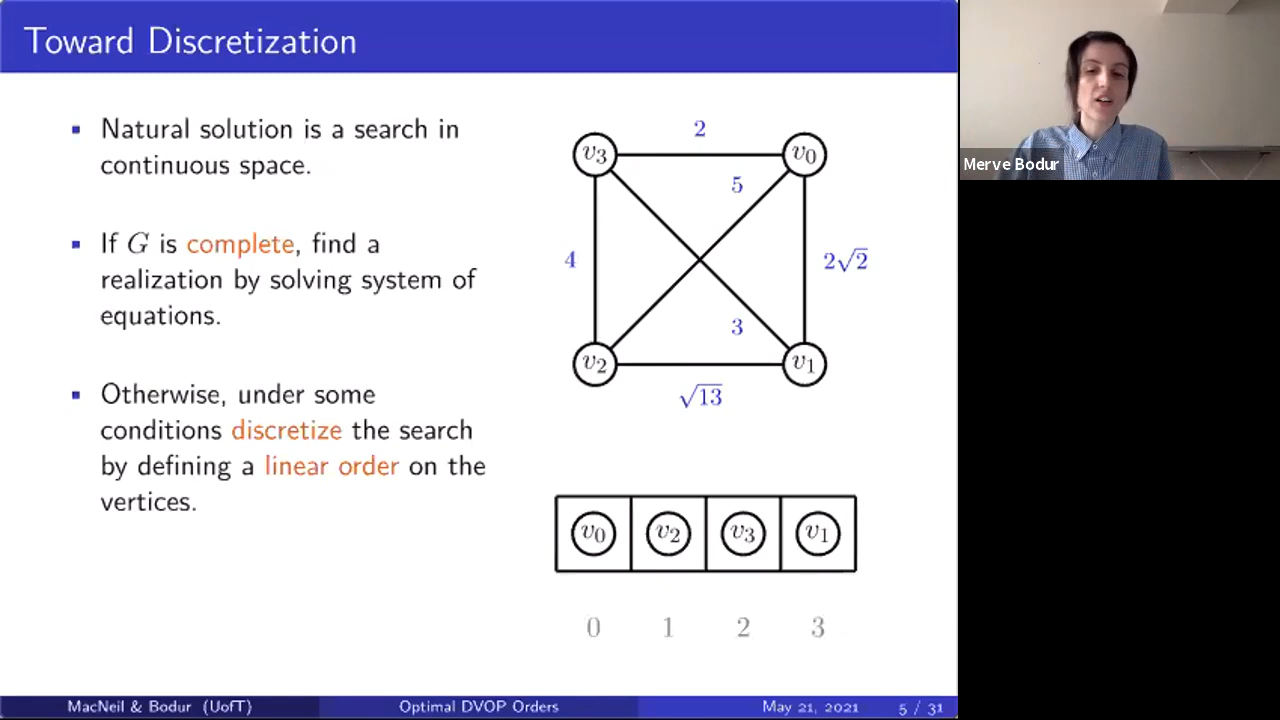 Toward Discretization
Natural solution is a search in
continuous space.
If G is complete, find a
realization by solving system of
equations.
Otherwise, under some
conditions discretize the search
by defining a linear order on the
vertices.
2
v3 v0
5
4 2√2
3
v2 v1
√13
v0 v2 v3 v1
0 1 2 3
MacNeil & Bodur (UofT) Optimal DVOP Orders May 21, 2021 5 / 31
Merve Bodur